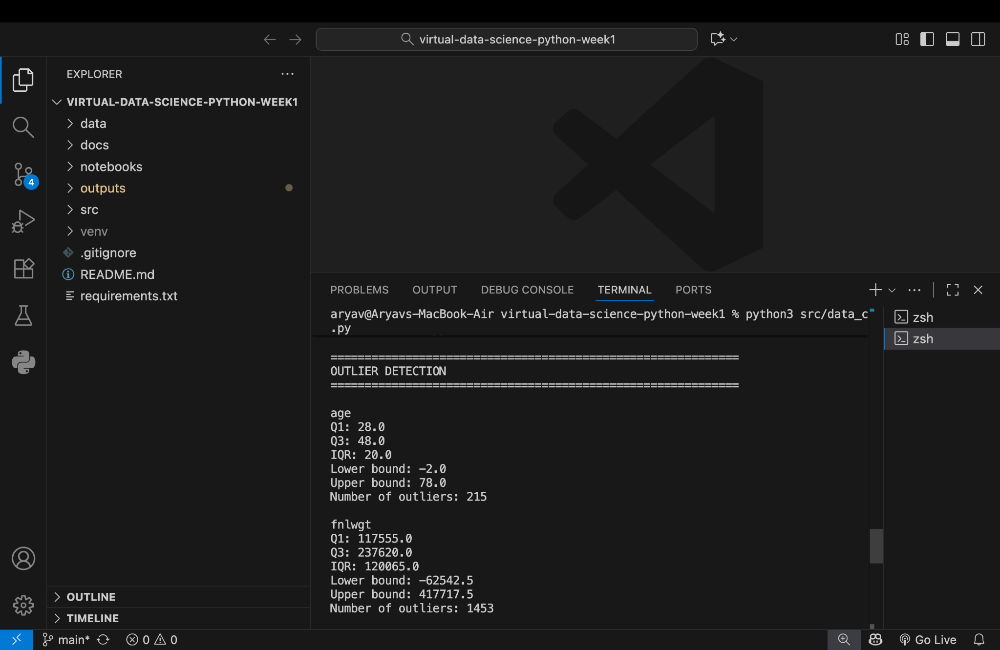 virtual-data-science-python-week1
EXPLORER
VIRTUAL-DATA-SCIENCE-PYTHON-WEEK1
data
docs
notebooks
4
outputs
src
venv
.gitignore
README.md
requirements.txt
OUTLINE
TIMELINE
PROBLEMS OUTPUT DEBUG CONSOLE TERMINAL PORTS
aryav@Aryavs-MacBook-Air virtual-data-science-python-week1 % python3 src/data_c
.py
============================================================
OUTLIER DETECTION
============================================================
age
Q1: 28.0
Q3: 48.0
IQR: 20.0
Lower bound: -2.0
Upper bound: 78.0
Number of outliers: 215
fnlwgt
Q1: 117555.0
Q3: 237620.0
IQR: 120065.0
Lower bound: -62542.5
Upper bound: 417717.5
Number of outliers: 1453
zsh
zsh
main* 0 0 Go Live